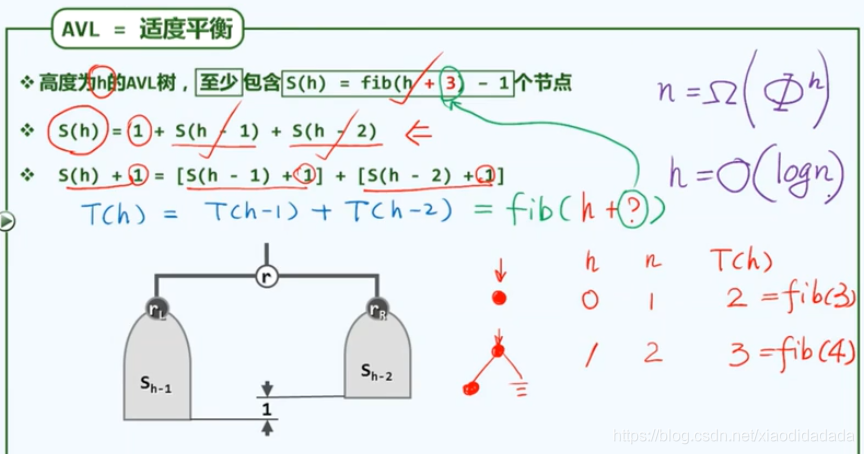 AVL = 适度平衡
❖ 高度为h的AVL树，至少包含S(h) = fib(h + 3) - 1个节点
❖ S(h) = 1 + S(h - 1) + S(h - 2) ⇐
❖ S(h) + 1 = [S(h - 1) + 1] + [S(h - 2) + 1]
T(h) = T(h-1) + T(h-2) = fib(h+?)
n = Ω(Φ^h)
h = O(logn)
r
r_L
r_R
S_{h-1}
S_{h-2}
1
h n T(h)
0 1 2 = fib(3)
1 2 3 = fib(4)
https://blog.csdn.net/xiaodidadada